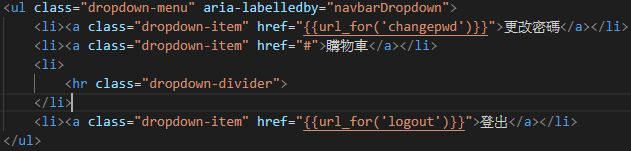 <ul class="dropdown-menu" aria-labelledby="navbarDropdown">
    <li><a class="dropdown-item" href="{{url_for('changepwd')}}">更改密碼</a></li>
    <li><a class="dropdown-item" href="#">購物車</a></li>
    <li>
        <hr class="dropdown-divider">
    </li>
    <li><a class="dropdown-item" href="{{url_for('logout')}}">登出</a></li>
</ul>